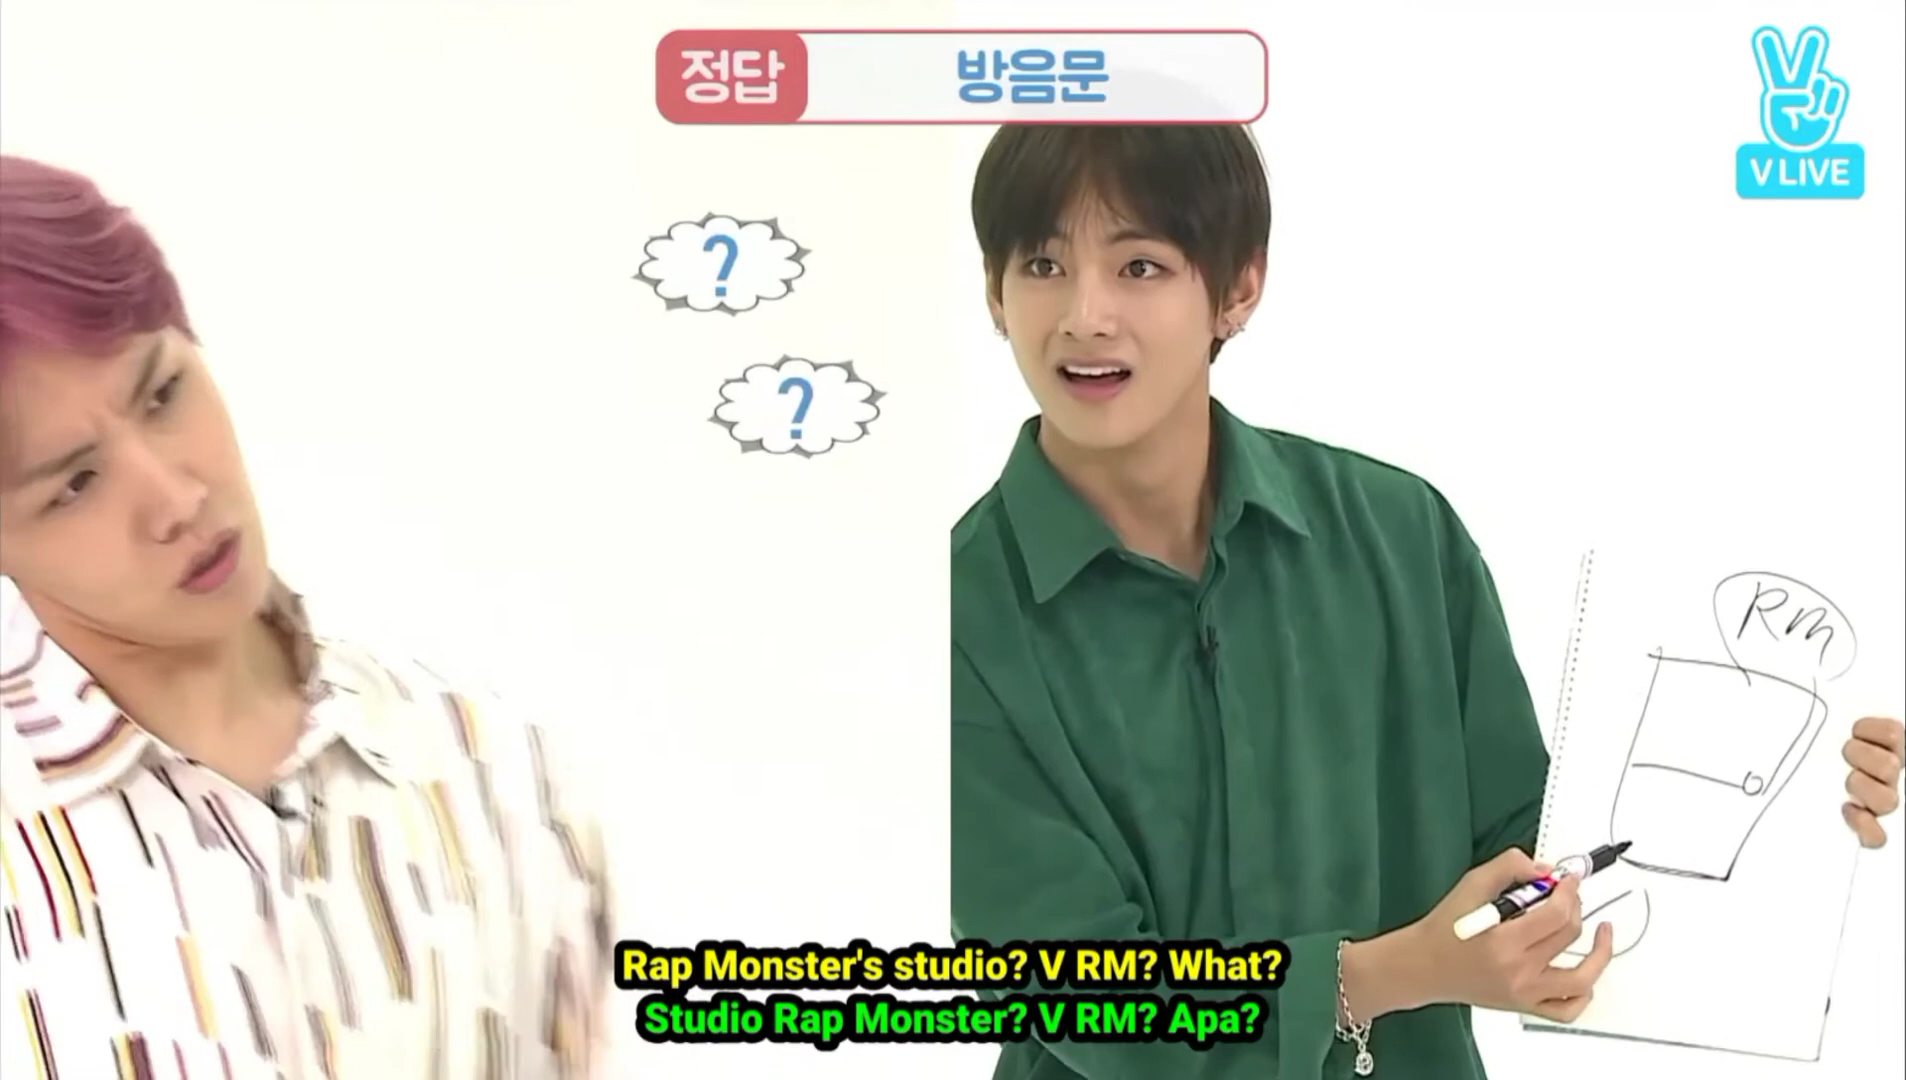 정답 방음문
V LIVE
?
?
RM
Rap Monster's studio? V RM? What?
Studio Rap Monster? V RM? Apa?